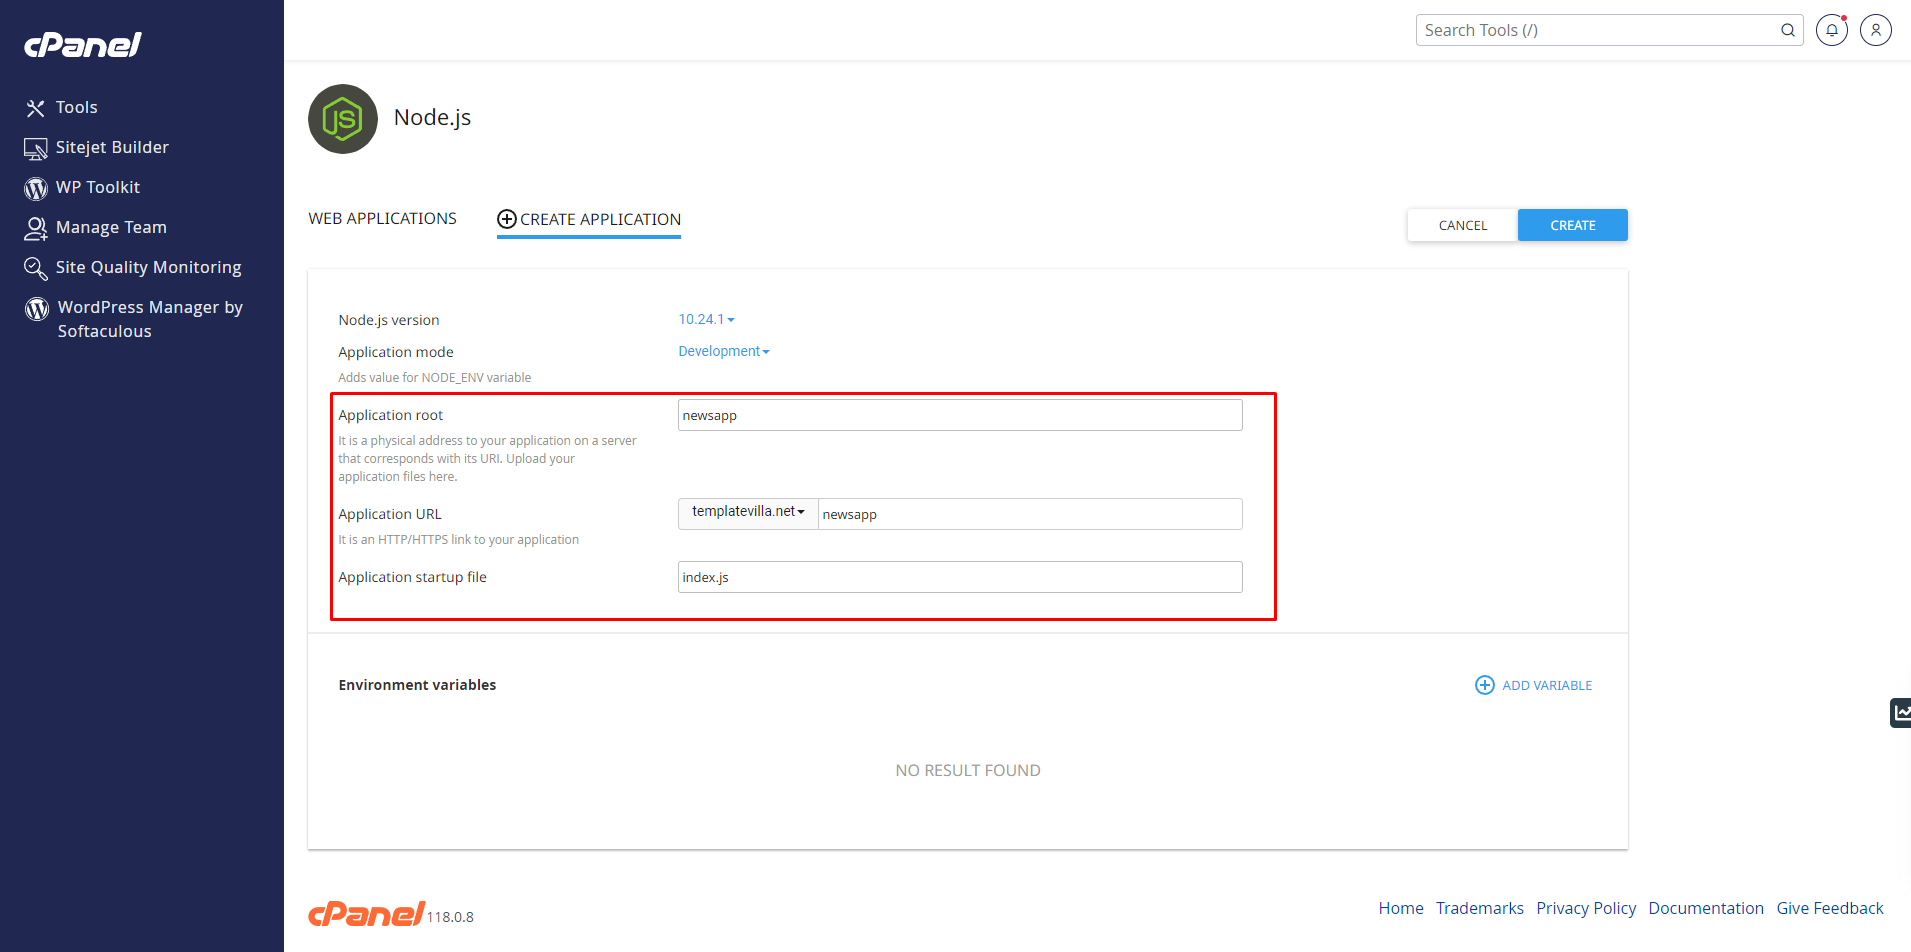 cPanel
Search Tools (/)
Tools
Sitejet Builder
WP Toolkit
Manage Team
Site Quality Monitoring
WordPress Manager by
Softaculous
JS
Node.js
WEB APPLICATIONS
CREATE APPLICATION
CANCEL
CREATE
Node.js version
10.24.1
Application mode
Development
Adds value for NODE_ENV variable
Application root
newsapp
It is a physical address to your application on a server
that corresponds with its URI. Upload your
application files here.
Application URL
templatevilla.net
newsapp
It is an HTTP/HTTPS link to your application
Application startup file
index.js
Environment variables
ADD VARIABLE
NO RESULT FOUND
cPanel 118.0.8
Home Trademarks Privacy Policy Documentation Give Feedback